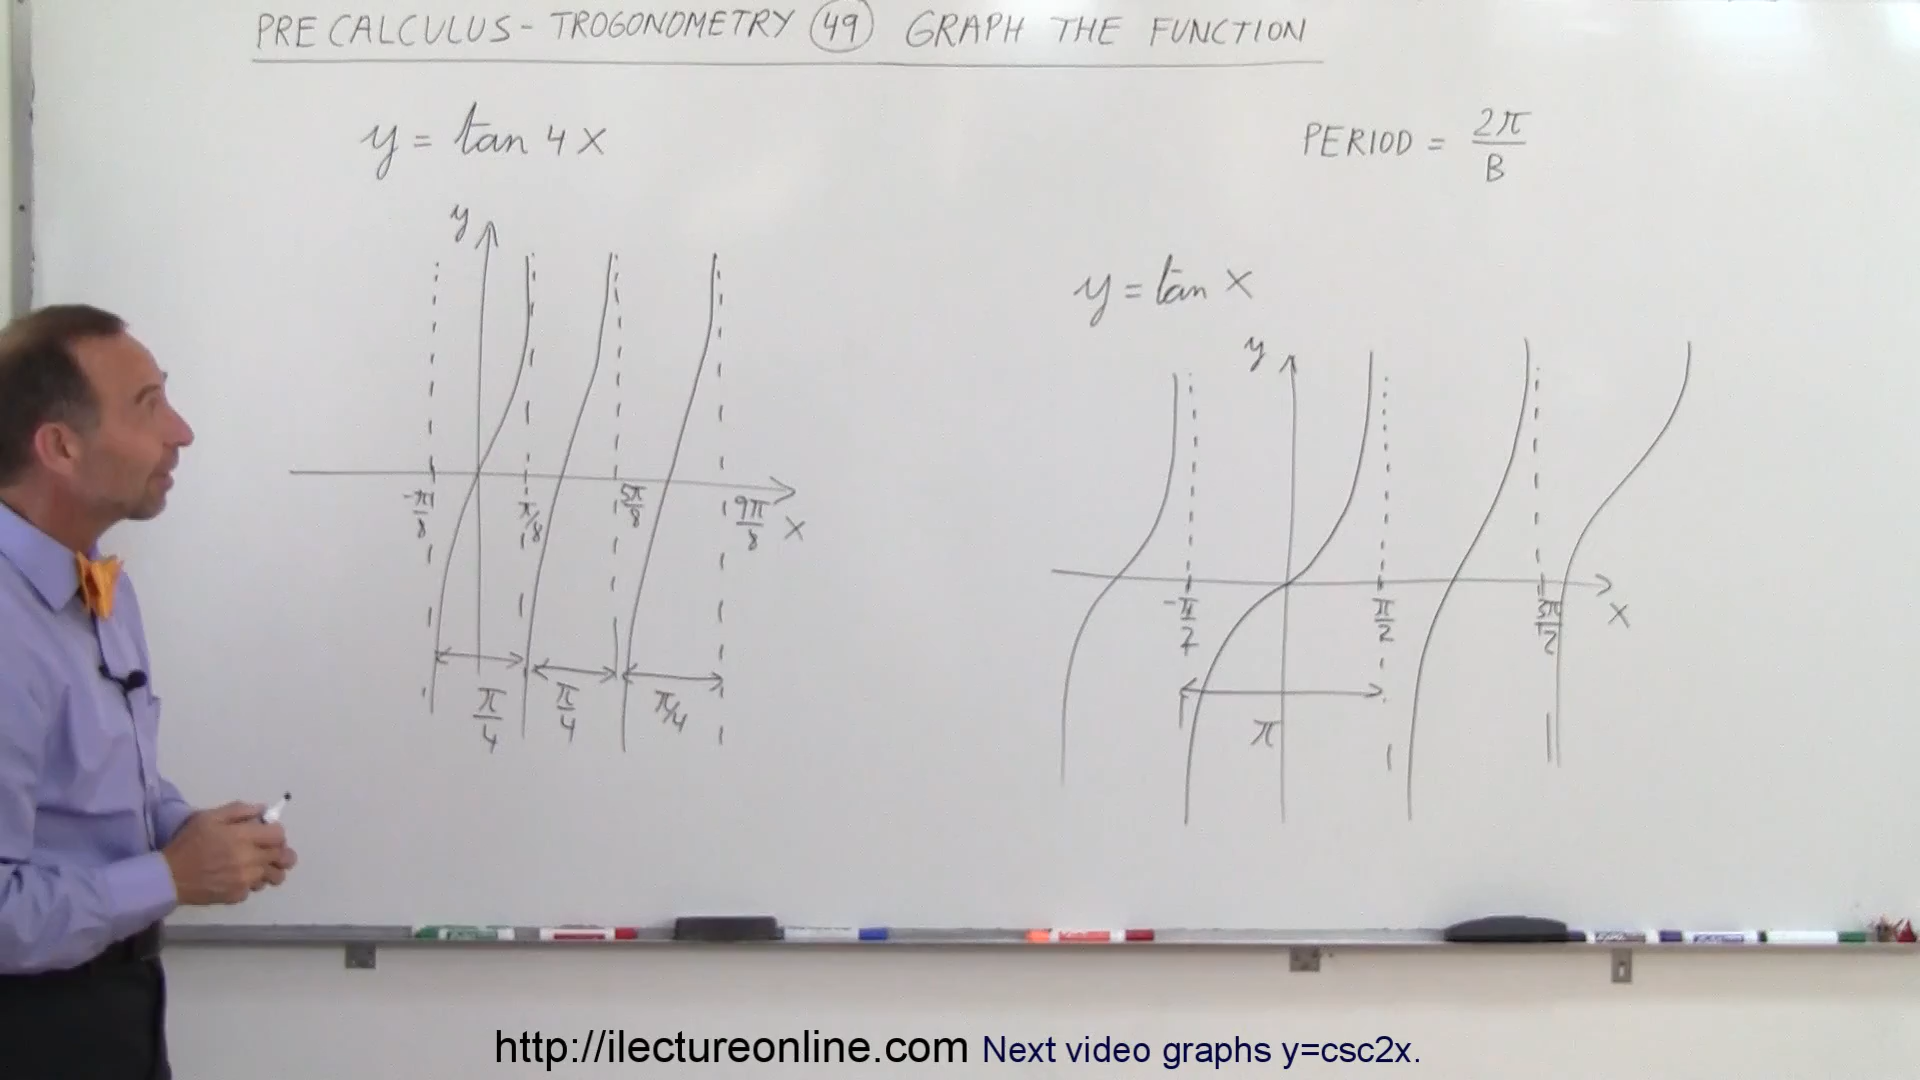 PRE CALCULUS - TROGONOMETRY 49 GRAPH THE FUNCTION
y = tan 4x
PERIOD = 2π/B
y
-π/8 π/8 5π/8 9π/8 x
π/4 π/4 π/4
y = tan x
y
-π/2 π/2 3π/2 x
π
http://ilectureonline.com Next video graphs y=csc2x.